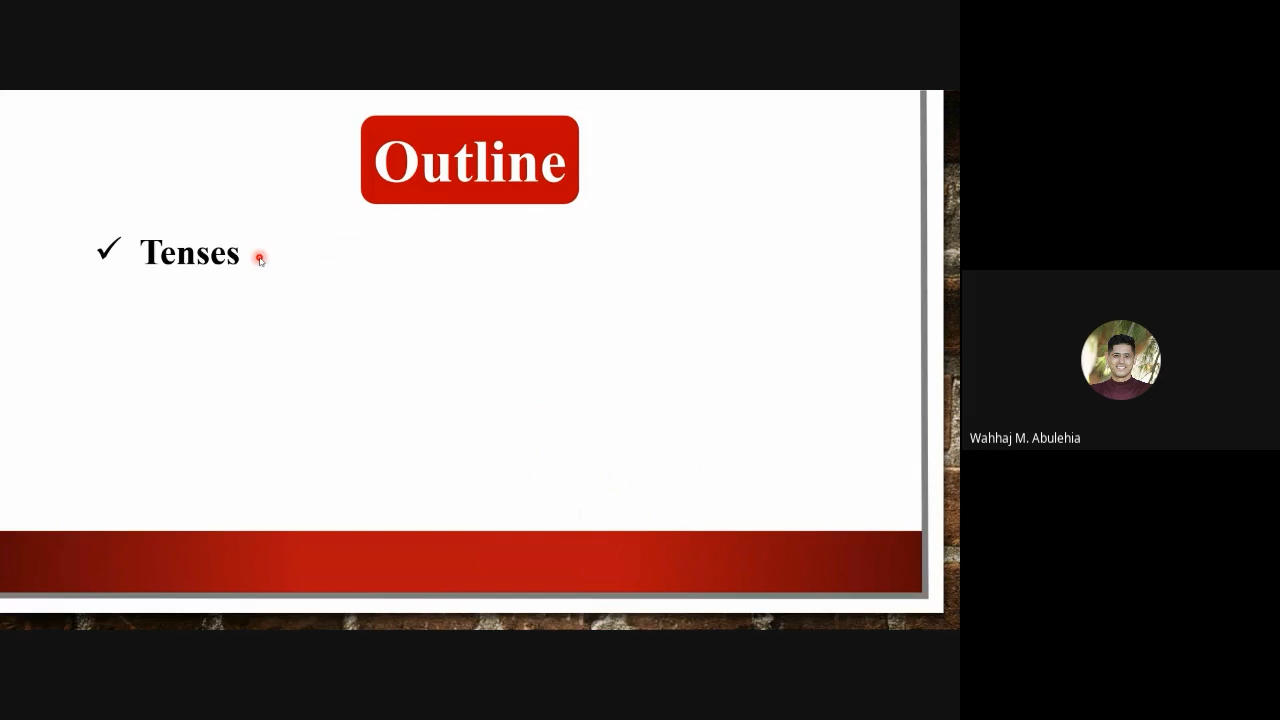 Outline
✓ Tenses
Wahhaj M. Abulehia